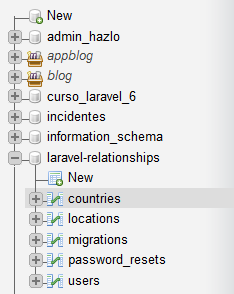 New
admin_hazlo
appblog
blog
curso_laravel_6
incidentes
information_schema
laravel-relationships
New
countries
locations
migrations
password_resets
users